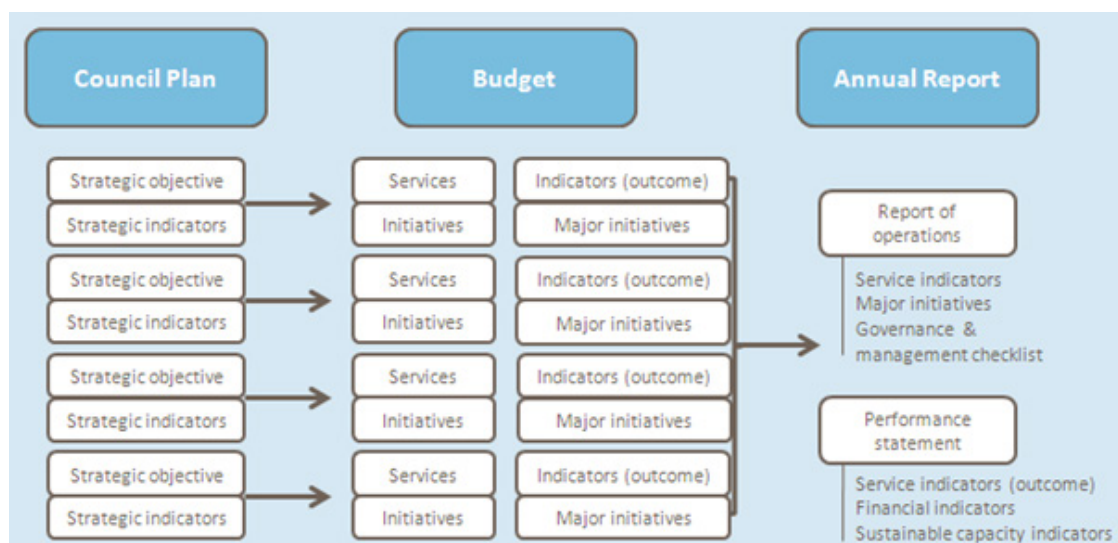 Council Plan
Budget
Annual Report
Strategic objective
Strategic indicators
Services
Initiatives
Indicators (outcome)
Major initiatives
Strategic objective
Strategic indicators
Services
Initiatives
Indicators (outcome)
Major initiatives
Strategic objective
Strategic indicators
Services
Initiatives
Indicators (outcome)
Major initiatives
Strategic objective
Strategic indicators
Services
Initiatives
Indicators (outcome)
Major initiatives
Report of
operations
Service indicators
Major initiatives
Governance &
management checklist
Performance
statement
Service indicators (outcome)
Financial indicators
Sustainable capacity indicators